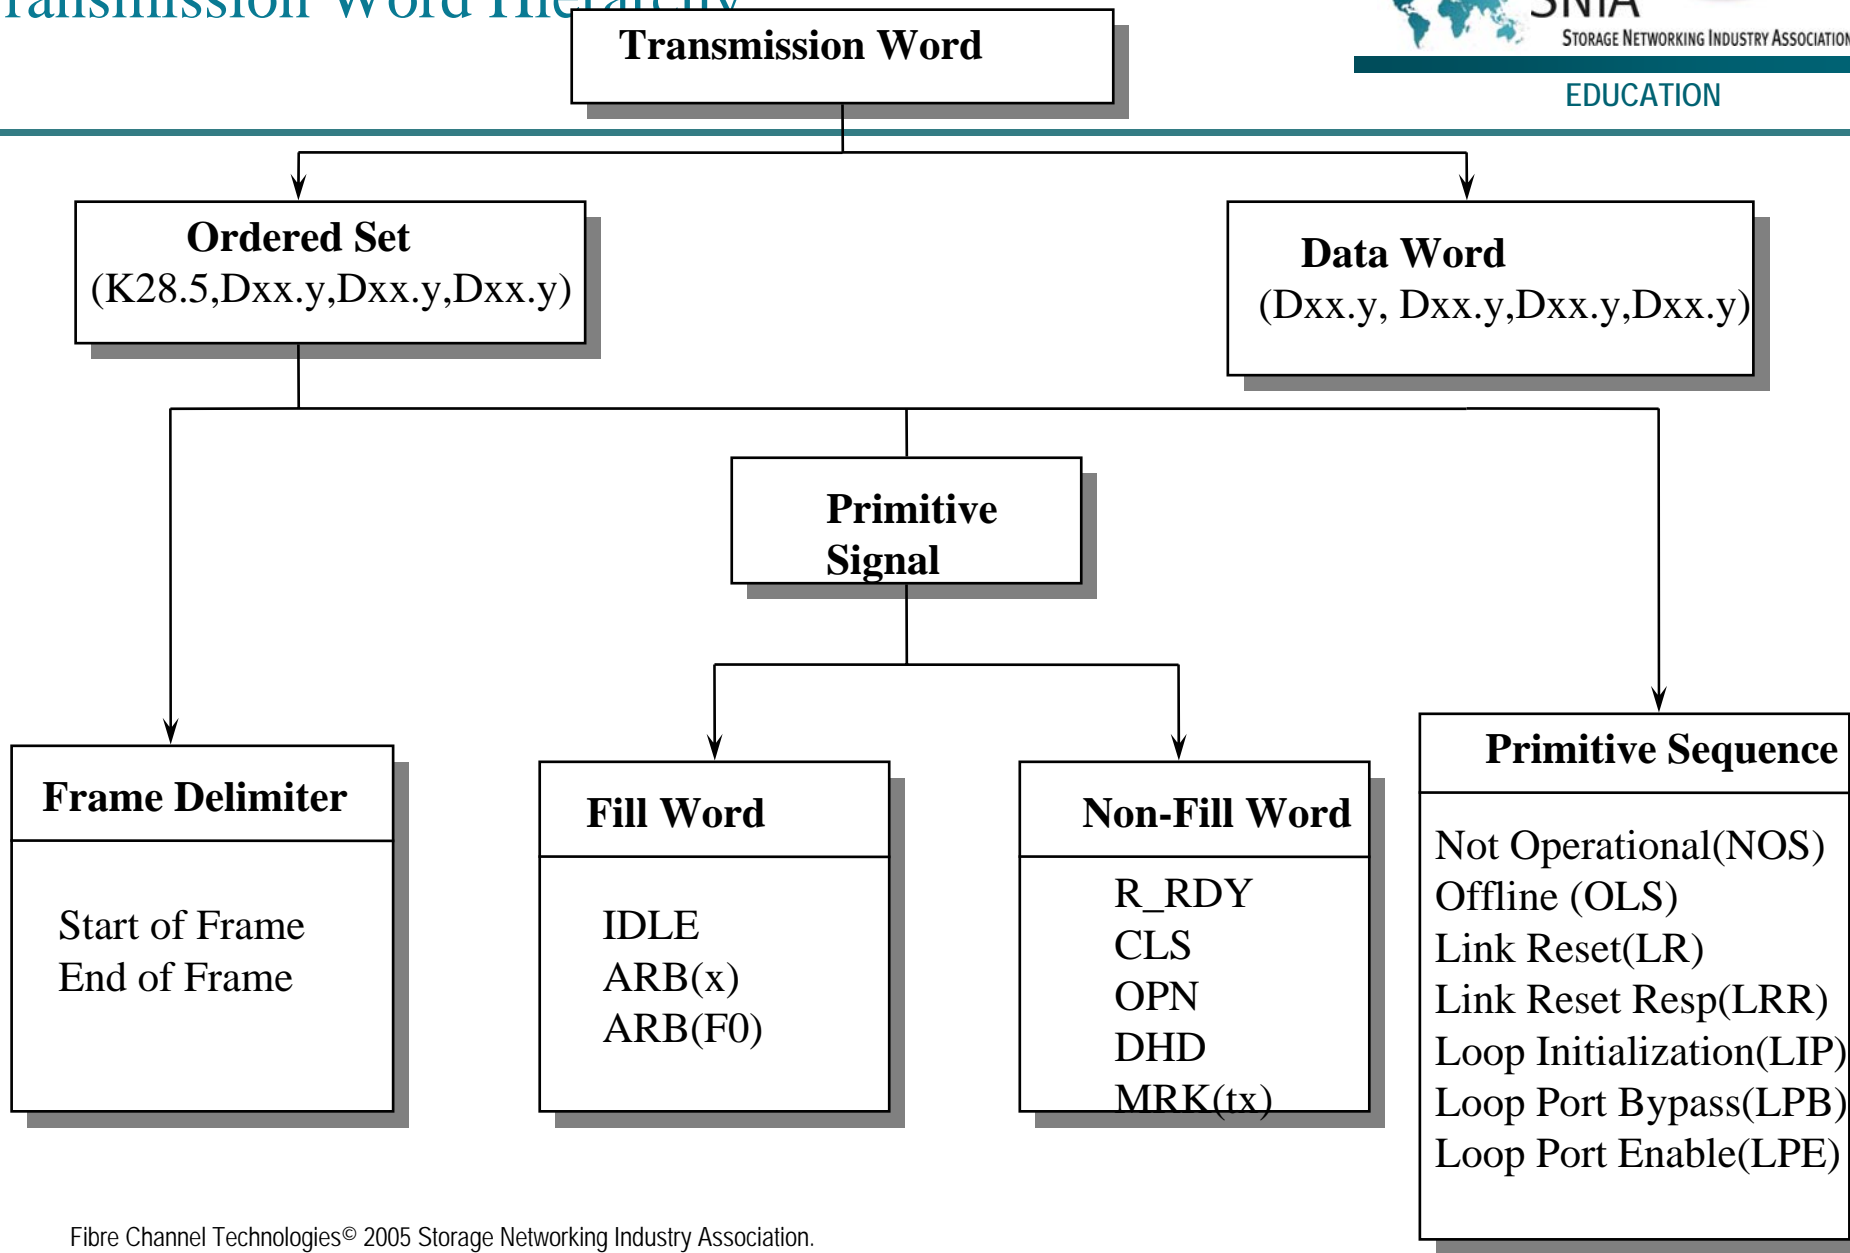 Transmission Word Hierarchy
SNIA
STORAGE NETWORKING INDUSTRY ASSOCIATION
EDUCATION
Transmission Word
Ordered Set
(K28.5,Dxx.y,Dxx.y,Dxx.y)
Data Word
(Dxx.y, Dxx.y,Dxx.y,Dxx.y)
Primitive
Signal
Frame Delimiter
Start of Frame
End of Frame
Fill Word
IDLE
ARB(x)
ARB(F0)
Non-Fill Word
R_RDY
CLS
OPN
DHD
MRK(tx)
Primitive Sequence
Not Operational(NOS)
Offline (OLS)
Link Reset(LR)
Link Reset Resp(LRR)
Loop Initialization(LIP)
Loop Port Bypass(LPB)
Loop Port Enable(LPE)
Fibre Channel Technologies© 2005 Storage Networking Industry Association.